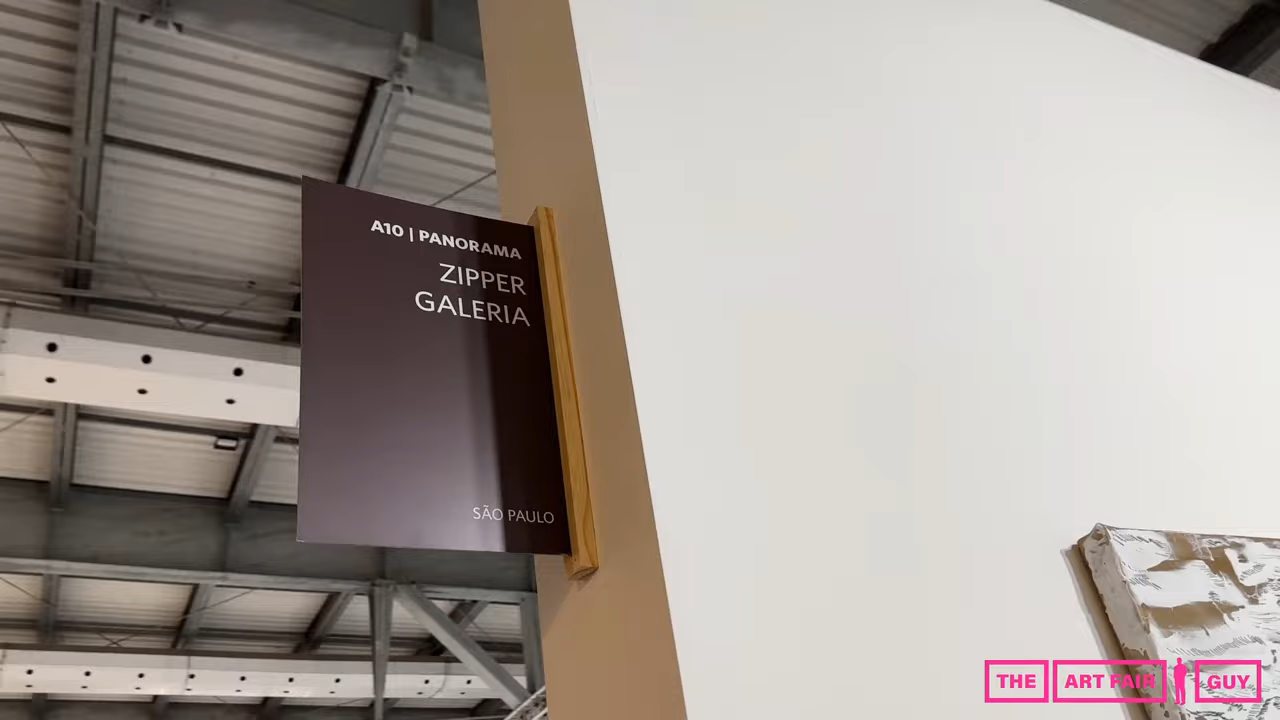 A10 | PANORAMA
ZIPPER
GALERIA
SÃO PAULO
THE ART FAIR GUY